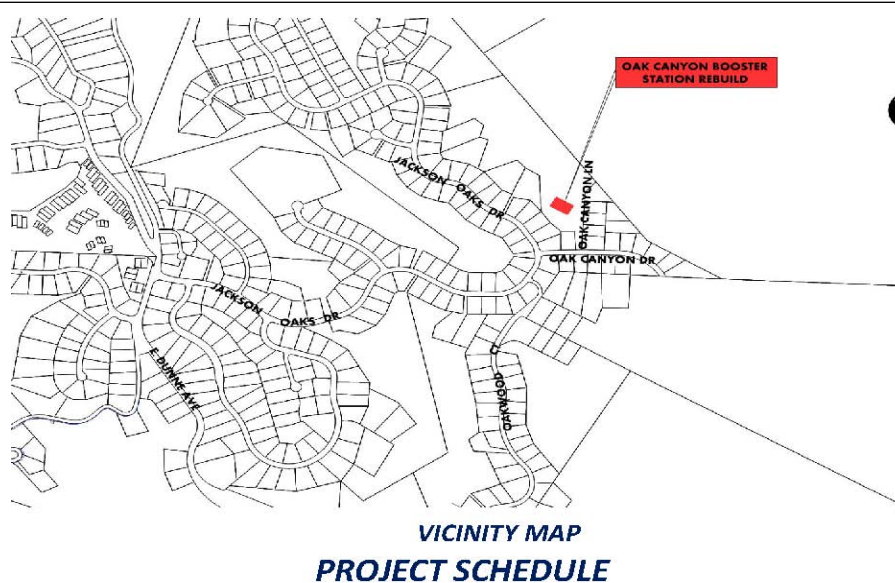 OAK CANYON BOOSTER
STATION REBUILD
JACKSON OAKS DR
OAK CANYON LN
OAK CANYON DR
JACKSON OAKS DR
E DUNNE AVE
OAKWOOD CT
VICINITY MAP
PROJECT SCHEDULE